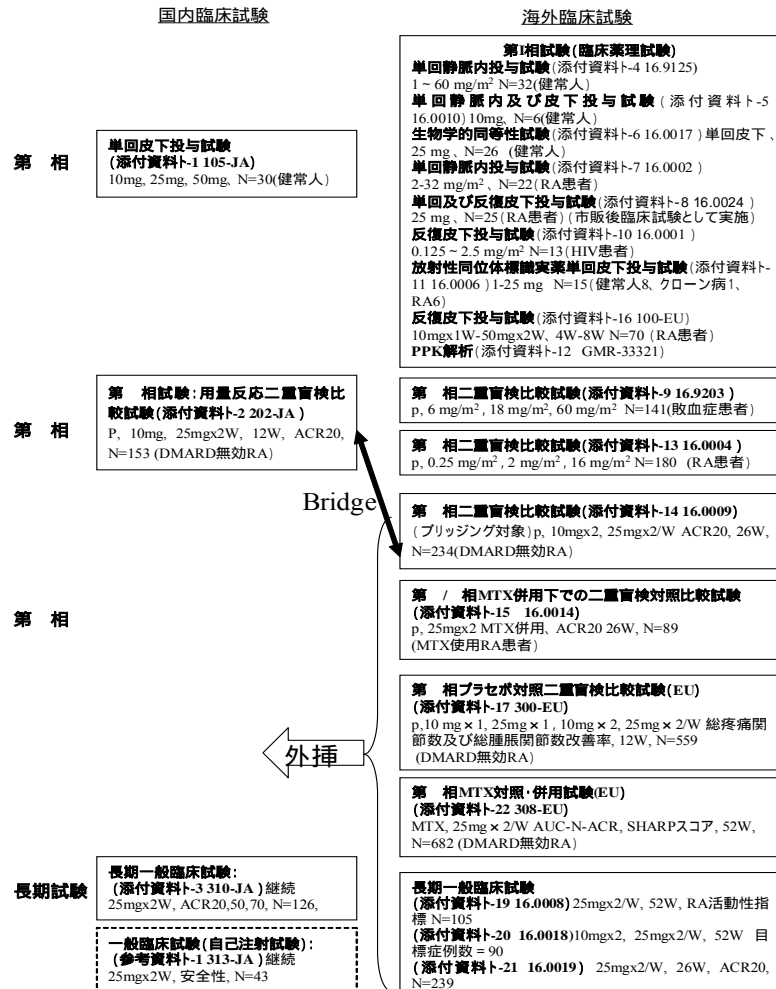 国内臨床試験
海外臨床試験
第 相
単回皮下投与試験
(添付資料ト-1 105-JA)
10mg, 25mg, 50mg、N=30(健常人)
第I相試験(臨床薬理試験)
単回静脈内投与試験(添付資料ト-4 16.9125)
1 ~ 60 mg/m² N=32(健常人)
単回静脈内及び皮下投与試験(添付資料ト-5
16.0010) 10mg、N=6(健常人)
生物学的同等性試験(添付資料ト-6 16.0017 ) 単回皮下、
25 mg 、N=26 (健常人)
単回静脈内投与試験(添付資料ト-7 16.0002 )
2-32 mg/m² 、N=22(RA患者)
単回及び反復皮下投与試験(添付資料ト-8 16.0024 )
25 mg 、N=25(RA患者) (市販後臨床試験として実施)
反復皮下投与試験(添付資料ト-10 16.0001 )
0.125 ~ 2.5 mg/m² N=13(HIV患者)
放射性同位体標識実薬単回皮下投与試験(添付資料ト-
11 16.0006 ) 1-25 mg N=15(健常人8、クローン病1、
RA6)
反復皮下投与試験(添付資料ト-16 100-EU)
10mgx1W-50mgx2W、4W-8W N=70 (RA患者)
PPK解析(添付資料ト-12 GMR-33321)
第 相
第 相試験:用量反応二重盲検比
較試験(添付資料ト-2 202-JA )
P, 10mg, 25mgx2W, 12W, ACR20,
N=153 (DMARD無効RA)
第 相二重盲検比較試験(添付資料ト-9 16.9203 )
p, 6 mg/m² , 18 mg/m², 60 mg/m² N=141(敗血症患者)
第 相二重盲検比較試験(添付資料ト-13 16.0004 )
p, 0.25 mg/m² , 2 mg/m² , 16 mg/m² N=180 (RA患者)
Bridge
第 相二重盲検比較試験(添付資料ト-14 16.0009)
(ブリッジング対象) p, 10mgx2, 25mgx2/W ACR20, 26W,
N=234(DMARD無効RA)
第 相
第 / 相MTX併用下での二重盲検対照比較試験
(添付資料ト-15 16.0014)
p, 25mgx2 MTX併用、ACR20 26W, N=89
(MTX使用RA患者)
第 相プラセボ対照二重盲検比較試験(EU)
(添付資料ト-17 300-EU)
p,10 mg × 1, 25mg × 1 , 10mg × 2, 25mg × 2/W 総疼痛関
節数及び総腫脹関節数改善率, 12W, N=559
(DMARD無効RA)
外挿
第 相MTX対照・併用試験(EU)
(添付資料ト-22 308-EU)
MTX, 25mg × 2/W AUC-N-ACR, SHARPスコア, 52W,
N=682 (DMARD無効RA)
長期試験
長期一般臨床試験:
(添付資料ト-3 310-JA ) 継続
25mgx2W, ACR20,50,70, N=126,
一般臨床試験(自己注射試験):
(参考資料ト-1 313-JA ) 継続
25mgx2W, 安全性, N=43
長期一般臨床試験
(添付資料ト-19 16.0008) 25mgx2/W, 52W, RA活動性指
標 N=105
(添付資料ト-20 16.0018)10mgx2, 25mgx2/W, 52W 目
標症例数 = 90
(添付資料ト-21 16.0019) 25mgx2/W, 26W, ACR20,
N=239